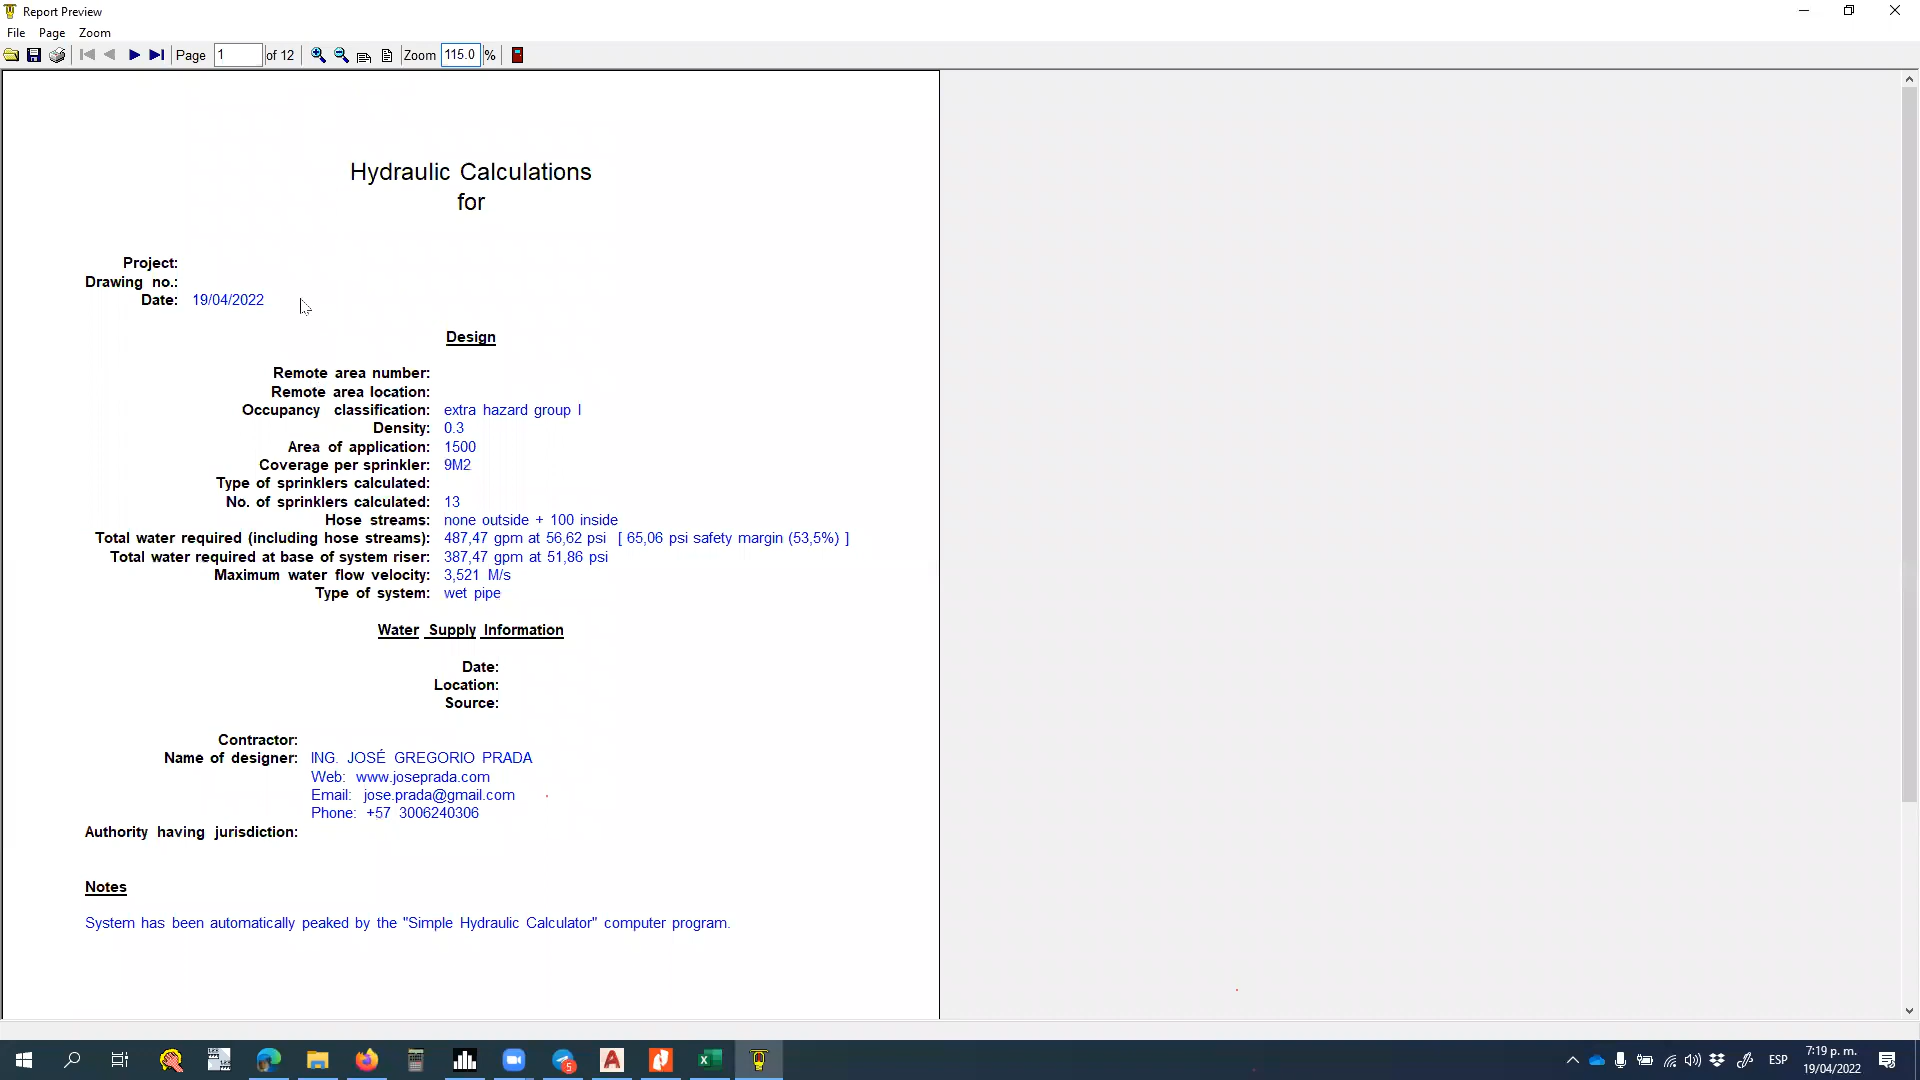 Report Preview
File Page Zoom
Page 1 of 12 Zoom 115.0 %
Hydraulic Calculations
for
Project:
Drawing no.:
Date: 19/04/2022
Design
Remote area number:
Remote area location:
Occupancy classification: extra hazard group I
Density: 0.3
Area of application: 1500
Coverage per sprinkler: 9M2
Type of sprinklers calculated:
No. of sprinklers calculated: 13
Hose streams: none outside + 100 inside
Total water required (including hose streams): 487,47 gpm at 56,62 psi [ 65,06 psi safety margin (53,5%) ]
Total water required at base of system riser: 387,47 gpm at 51,86 psi
Maximum water flow velocity: 3,521 M/s
Type of system: wet pipe
Water Supply Information
Date:
Location:
Source:
Contractor:
Name of designer: ING. JOSÉ GREGORIO PRADA
Web: www.joseprada.com
Email: jose.prada@gmail.com
Phone: +57 3006240306
Authority having jurisdiction:
Notes
System has been automatically peaked by the "Simple Hydraulic Calculator" computer program.
ESP
7:19 p. m.
19/04/2022